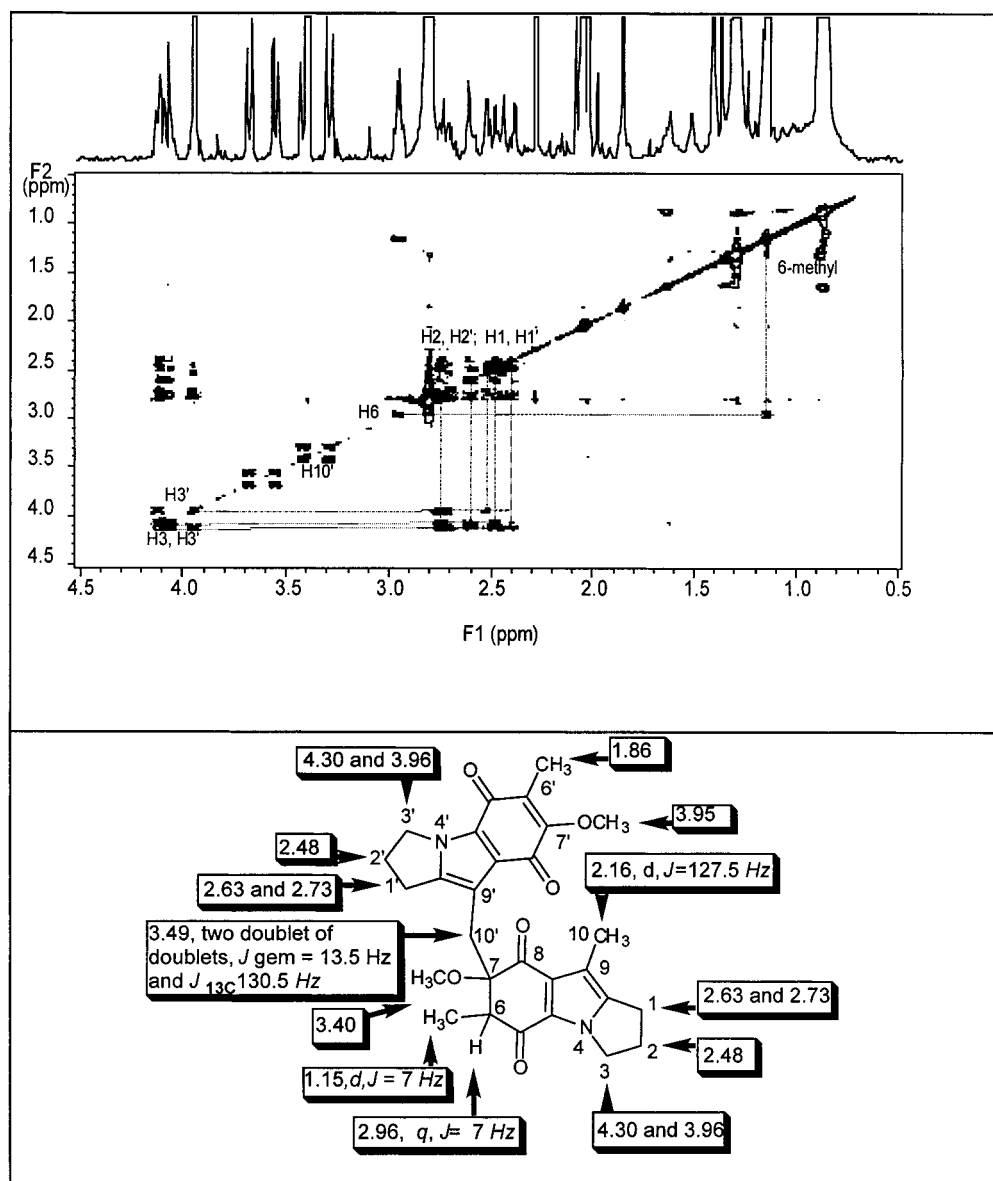 F2
(ppm)
1.0
1.5
2.0
2.5
3.0
3.5
4.0
4.5
6-methyl
H2, H2'; H1, H1'
H6
H10'
H3'
H3, H3'
4.5 4.0 3.5 3.0 2.5 2.0 1.5 1.0 0.5
F1 (ppm)
4.30 and 3.96
O
CH3
1.86
6'
3'
4'
N
7'
OCH3
3.95
2.48
2'
O
2.16, d, J=127.5 Hz
2.63 and 2.73
1'
9'
3.49, two doublet of
doublets, J gem = 13.5 Hz
and J 13C 130.5 Hz
10'
O
10
CH3
8
9
H3CO
7
1
2.63 and 2.73
3.40
H3C
6
N
4
2
2.48
H
O
3
1.15,d,J = 7 Hz
2.96, q, J= 7 Hz
4.30 and 3.96